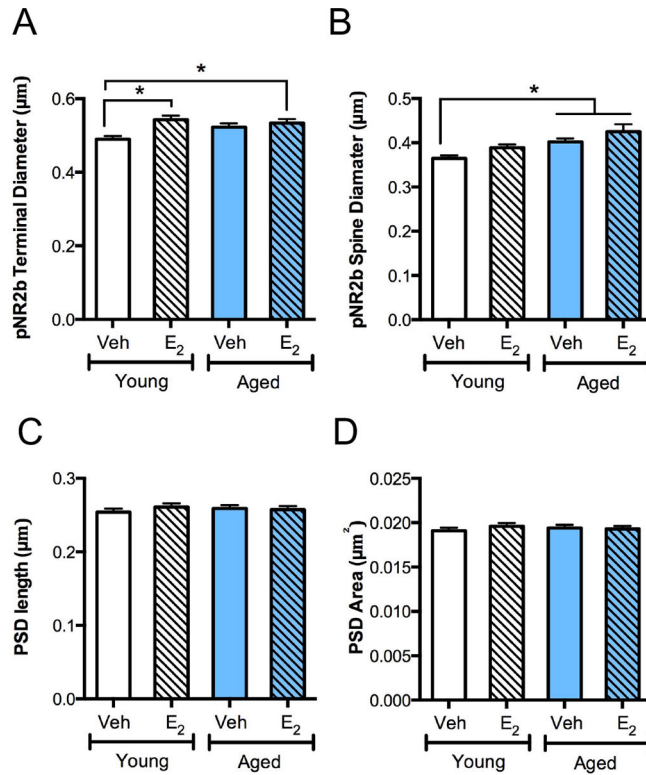 A
pNR2b Terminal Diameter (μm)
0.6
0.4
0.2
0.0
*
*
Veh
E₂
Veh
E₂
Young
Aged
B
pNR2b Spine Diamater (μm)
0.5
0.4
0.3
0.2
0.1
0.0
*
Veh
E₂
Veh
E₂
Young
Aged
C
PSD length (μm)
0.3
0.2
0.1
0.0
Veh
E₂
Veh
E₂
Young
Aged
D
PSD Area (μm²)
0.025
0.020
0.015
0.010
0.005
0.000
Veh
E₂
Veh
E₂
Young
Aged